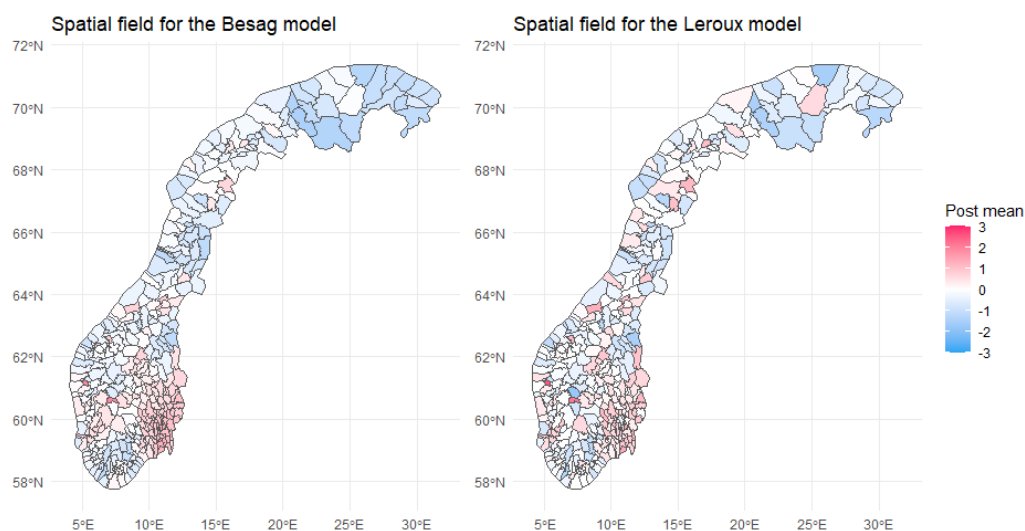 Spatial field for the Besag model
72°N
70°N
68°N
66°N
64°N
62°N
60°N
58°N
5°E 10°E 15°E 20°E 25°E 30°E
Spatial field for the Leroux model
72°N
70°N
68°N
66°N
64°N
62°N
60°N
58°N
5°E 10°E 15°E 20°E 25°E 30°E
Post mean
3
2
1
0
-1
-2
-3